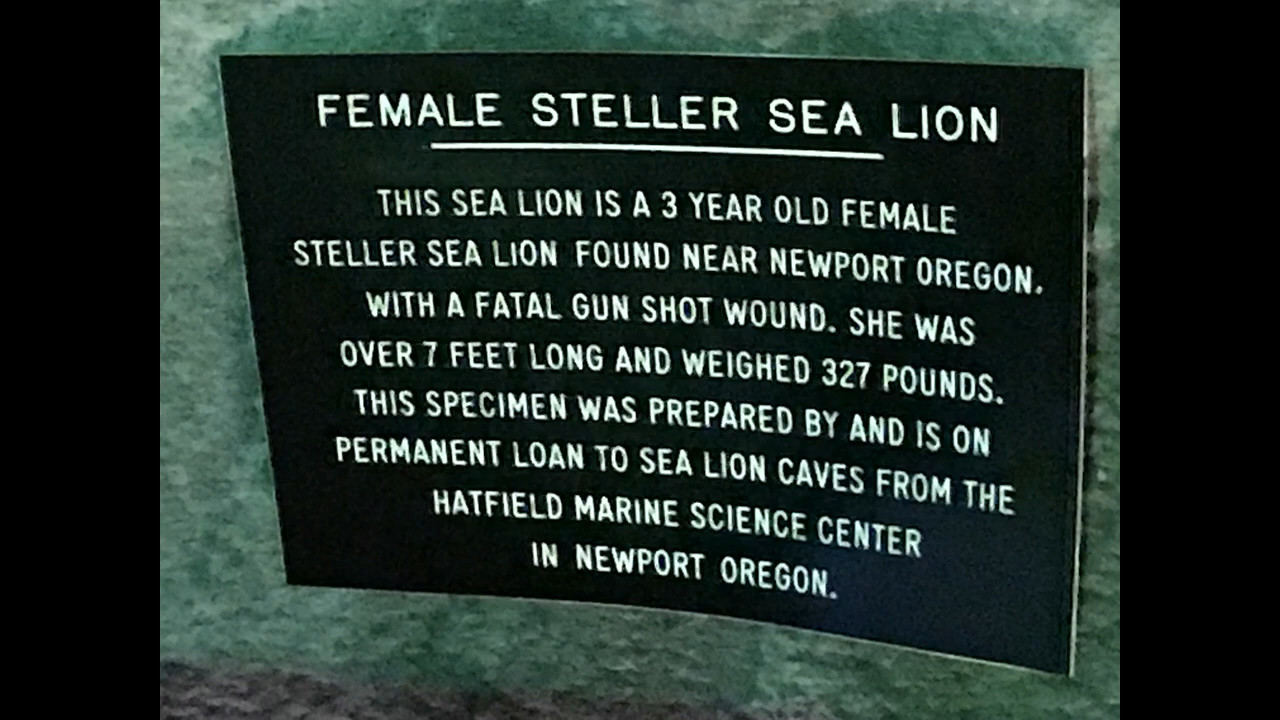 FEMALE STELLER SEA LION
THIS SEA LION IS A 3 YEAR OLD FEMALE
STELLER SEA LION FOUND NEAR NEWPORT OREGON.
WITH A FATAL GUN SHOT WOUND. SHE WAS
OVER 7 FEET LONG AND WEIGHED 327 POUNDS.
THIS SPECIMEN WAS PREPARED BY AND IS ON
PERMANENT LOAN TO SEA LION CAVES FROM THE
HATFIELD MARINE SCIENCE CENTER
IN NEWPORT OREGON.